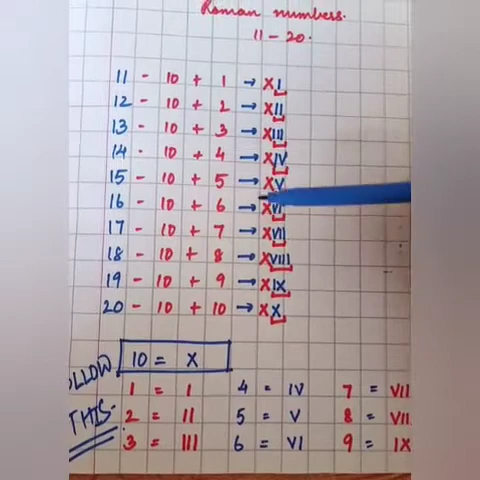 Roman numbers.
11 - 20.
11 - 10 + 1 → XI
12 - 10 + 2 → XII
13 - 10 + 3 → XIII
14 - 10 + 4 → XIV
15 - 10 + 5 → XV
16 - 10 + 6 → XVI
17 - 10 + 7 → XVII
18 - 10 + 8 → XVIII
19 - 10 + 9 → XIX
20 - 10 + 10 → XX
10 = X
1 = I 4 = IV 7 = VII
2 = II 5 = V 8 = VII
3 = III 6 = VI 9 = IX
THIS-